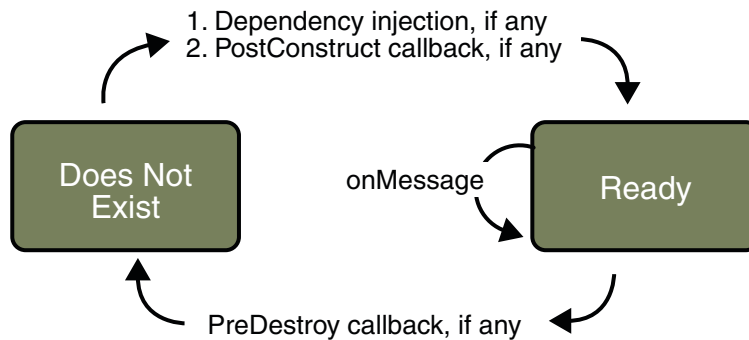 1. Dependency injection, if any
2. PostConstruct callback, if any
Does Not
Exist
onMessage
Ready
PreDestroy callback, if any